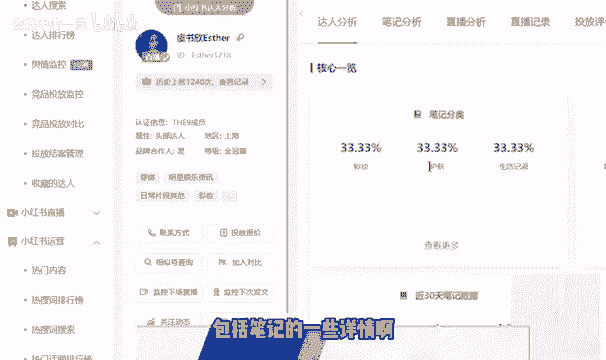 达人搜索
达人排行榜
舆情监控
竞品投放监控
竞品投放对比
投放结案管理
收藏的达人
小红书直播
小红书运营
热门内容
热搜词排行榜
热搜词搜索
小红书达人分析
虞书欣Esther
ID: Esther1218
历史上榜1240次，查看记录
认证信息: THE9成员
属性: 头部达人 地区: 上海
品牌合作人: 是 等级: 金冠薯
穿搭 明星娱乐资讯
日常片段其他 彩妆 ...
联系方式 投放报价
相似号查询 PK 加入对比
监控下场直播 监控下次发文
关注动态
达人分析 笔记分析 直播分析 直播记录 投放评
核心一览
笔记分类
33.33% 33.33% 33.33%
彩妆 护肤 生活记录
查看更多
近30天笔记数据
包括笔记的一些详情啊